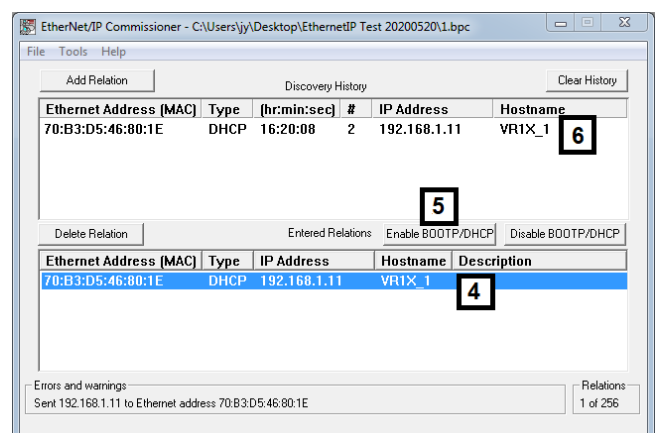 EtherNet/IP Commissioner - C:\Users\jy\Desktop\EthernetIP Test 20200520\1.bpc
File Tools Help
Add Relation Discovery History Clear History
Ethernet Address (MAC) Type (hr:min:sec) # IP Address Hostname
70:B3:D5:46:80:1E DHCP 16:20:08 2 192.168.1.11 VR1X_1 6
5
Delete Relation Entered Relations Enable BOOTP/DHCP Disable BOOTP/DHCP
Ethernet Address (MAC) Type IP Address Hostname Description
70:B3:D5:46:80:1E DHCP 192.168.1.11 VR1X_1 4
Errors and warnings Relations
Sent 192.168.1.11 to Ethernet address 70:B3:D5:46:80:1E 1 of 256